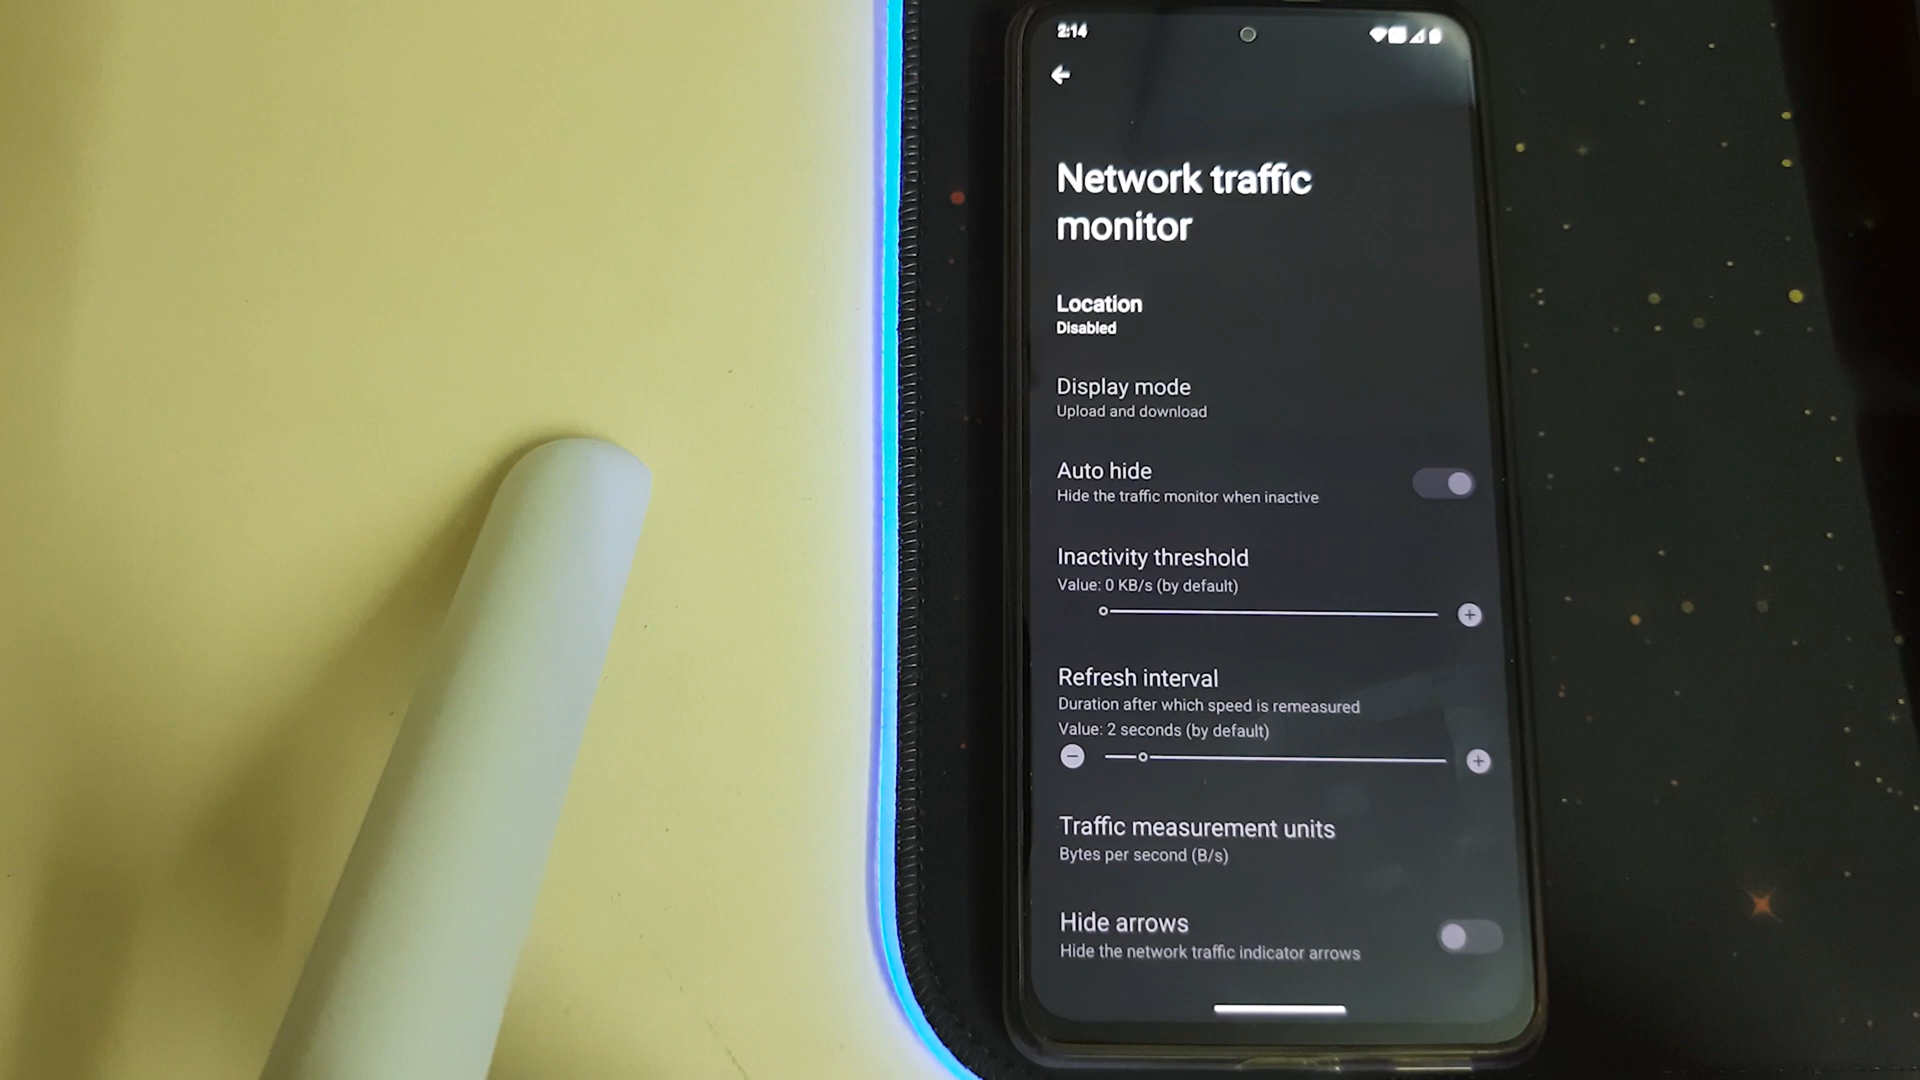 2:14
Network traffic
monitor
Location
Disabled
Display mode
Upload and download
Auto hide
Hide the traffic monitor when inactive
Inactivity threshold
Value: 0 KB/s (by default)
Refresh interval
Duration after which speed is remeasured
Value: 2 seconds (by default)
Traffic measurement units
Bytes per second (B/s)
Hide arrows
Hide the network traffic indicator arrows